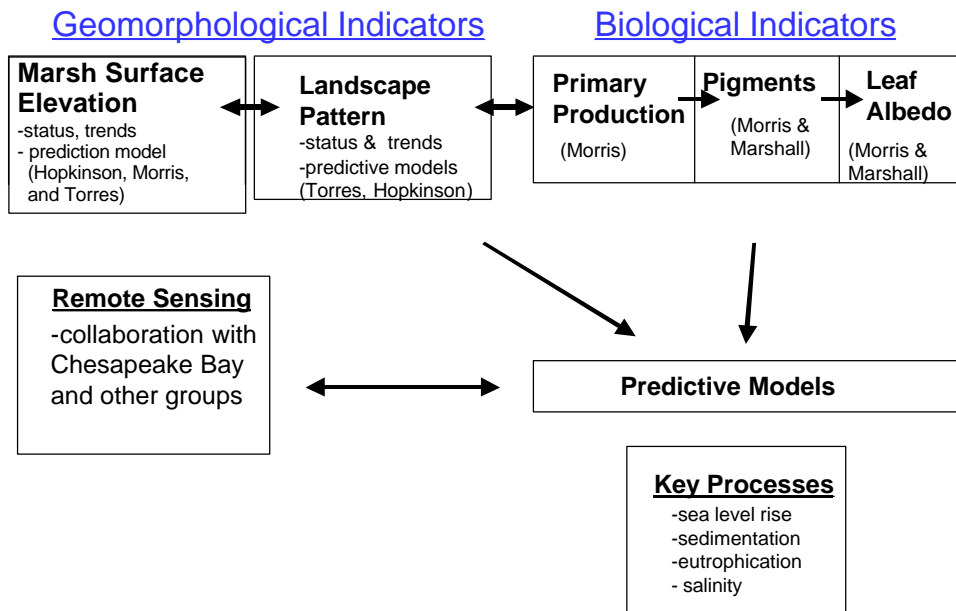 Geomorphological Indicators
Biological Indicators
Marsh Surface
Elevation
-status, trends
- prediction model
(Hopkinson, Morris,
and Torres)
Landscape
Pattern
-status & trends
-predictive models
(Torres, Hopkinson)
Primary
Production
(Morris)
Pigments
(Morris &
Marshall)
Leaf
Albedo
(Morris &
Marshall)
Remote Sensing
-collaboration with
Chesapeake Bay
and other groups
Predictive Models
Key Processes
-sea level rise
-sedimentation
-eutrophication
- salinity